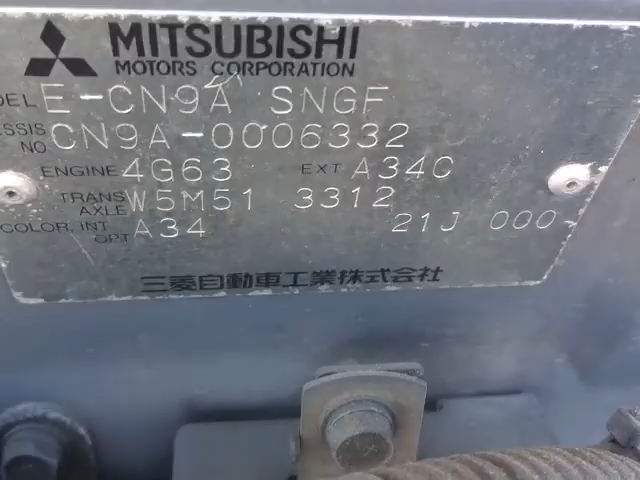 MITSUBISHI
MOTORS CORPORATION
DEL E-CN9A SNGF
SSIS NO CN9A-0006332
ENGINE 4G63 EXT A34C
TRANS AXLE W5M51 3312
COLOR, INT OPT A34 21J 000
三菱自動車工業株式会社